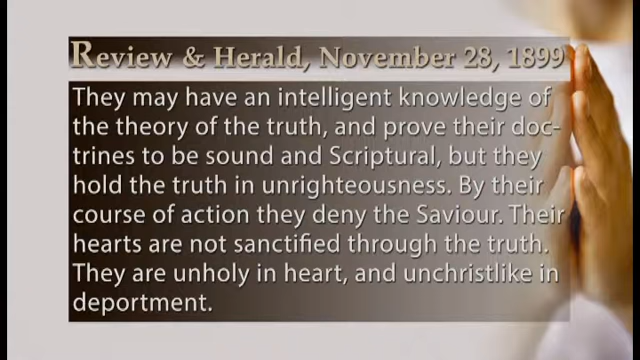 Review & Herald, November 28, 1899
They may have an intelligent knowledge of
the theory of the truth, and prove their doc-
trines to be sound and Scriptural, but they
hold the truth in unrighteousness. By their
course of action they deny the Saviour. Their
hearts are not sanctified through the truth.
They are unholy in heart, and unchristlike in
deportment.